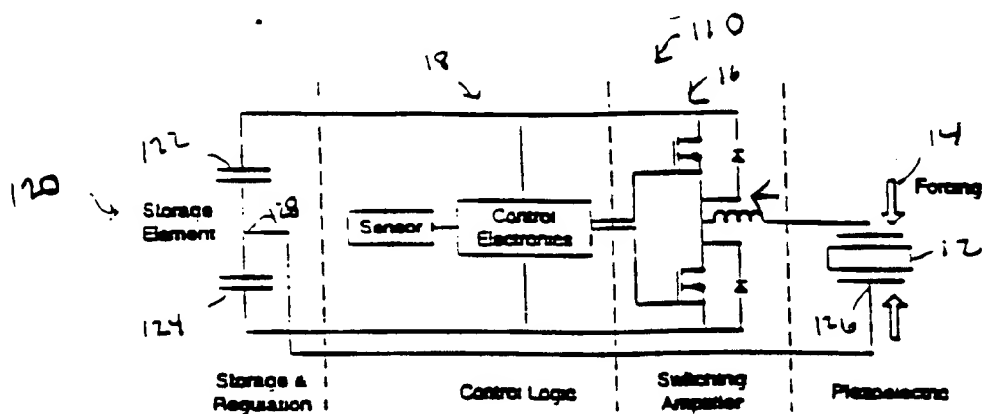 110
18
16
122
14
120
Forcing
Storage
Element
28
Sensor
Control
Electronics
12
124
126
Storage &
Regulation
Control Logic
Switching
Amplifier
Piezoelectric